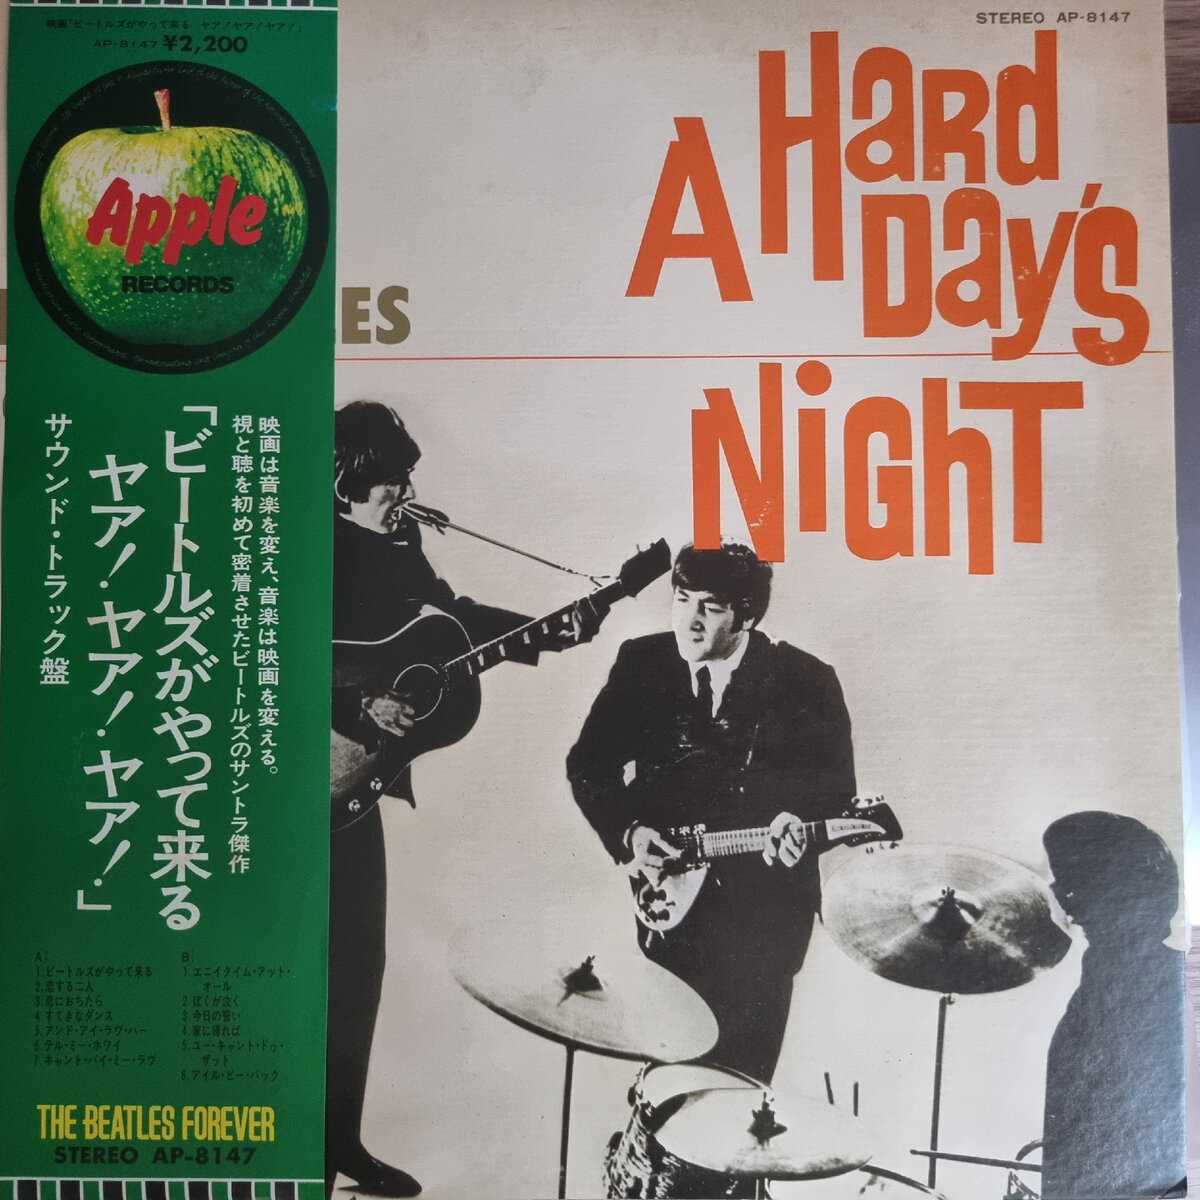 映画「ビートルズがやって来る ヤア!ヤア!ヤア!」
AP-8147 ¥2,200
Apple
RECORDS
映画は音楽を変え、音楽は映画を変える。
視と聴を初めて密着させたビートルズのサントラ傑作
「ビートルズがやって来る
ヤア!・ヤア!・ヤア!・」
サウンド・トラック盤
A)
1.ビートルズがやって来る
2.恋する二人
3.恋におちたら
4.すてきなダンス
5.アンド・アイ・ラヴ・ハー
6.テル・ミー・ホワイ
7.キャント・バイ・ミー・ラヴ
B)
1.エニイタイム・アット・
オール
2.ぼくが泣く
3.今日の誓い
4.家に帰れば
5.ユー・キャント・ドゥ・
ザット
6.アイル・ビー・バック
THE BEATLES FOREVER
STEREO AP-8147
STEREO AP-8147
A HARD
DAY'S
NIGHT
LES